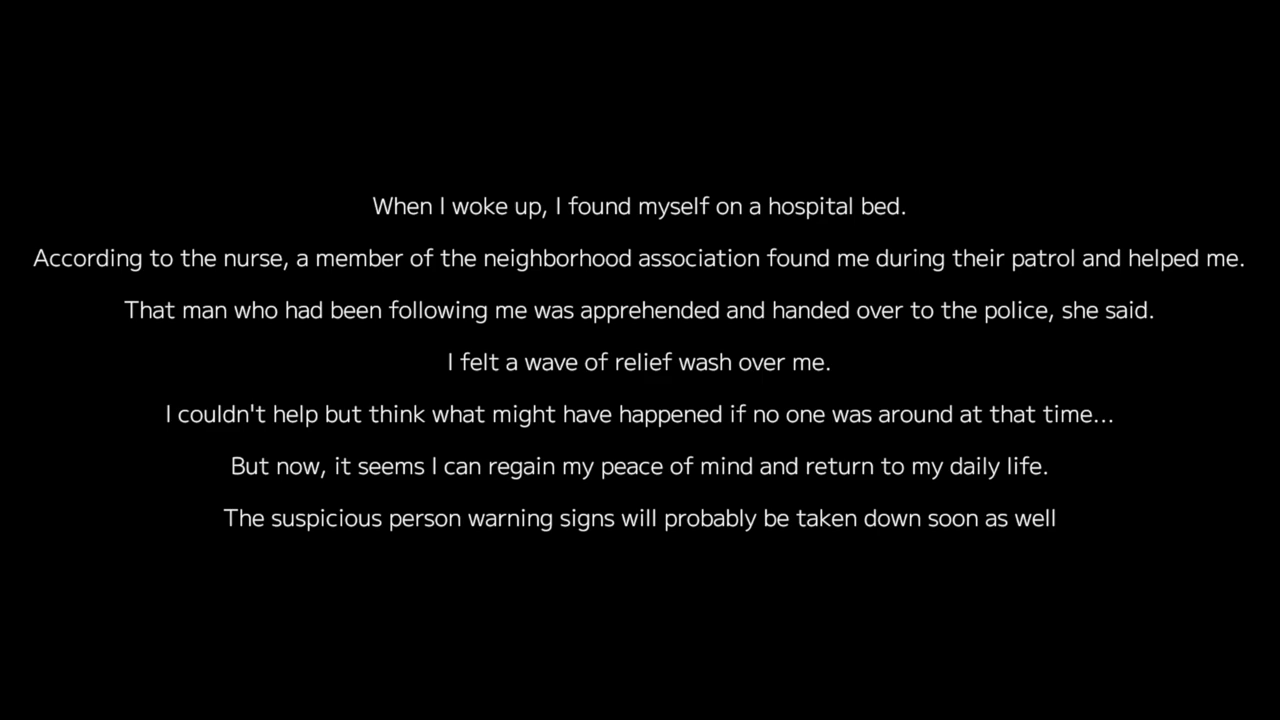 When I woke up, I found myself on a hospital bed.
According to the nurse, a member of the neighborhood association found me during their patrol and helped me.
That man who had been following me was apprehended and handed over to the police, she said.
I felt a wave of relief wash over me.
I couldn't help but think what might have happened if no one was around at that time...
But now, it seems I can regain my peace of mind and return to my daily life.
The suspicious person warning signs will probably be taken down soon as well